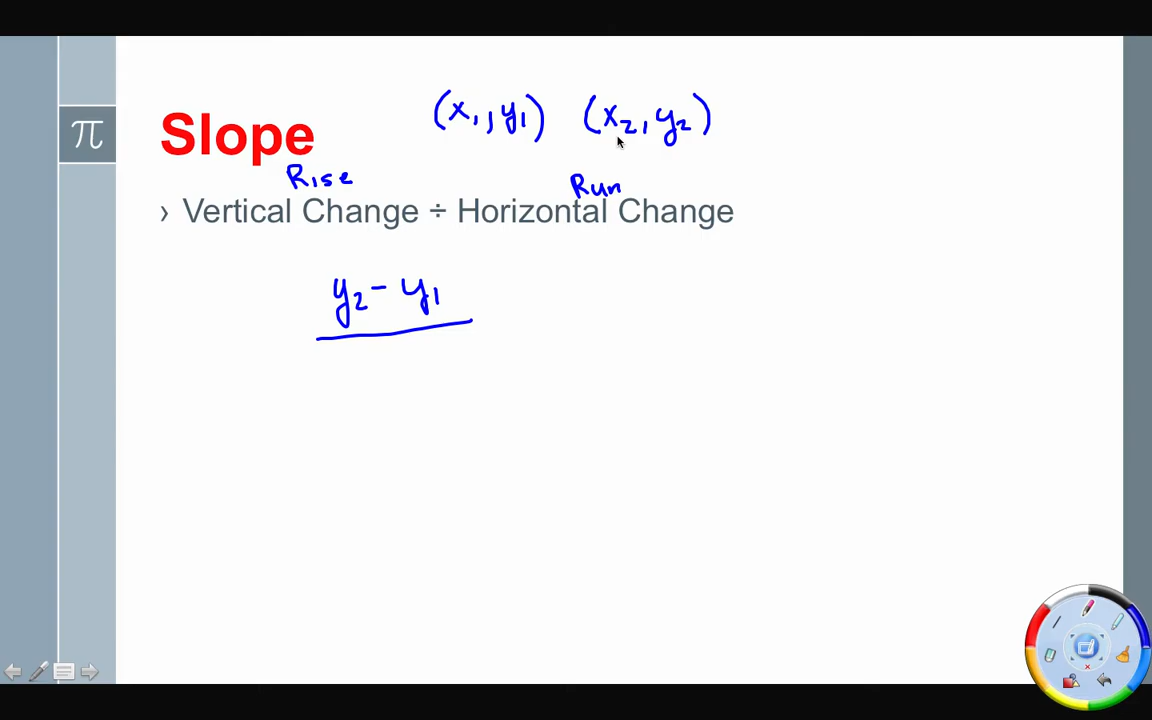 (x₁, y₁) (x₂, y₂)
π
Slope
Rise
Run
› Vertical Change ÷ Horizontal Change
y₂ - y₁